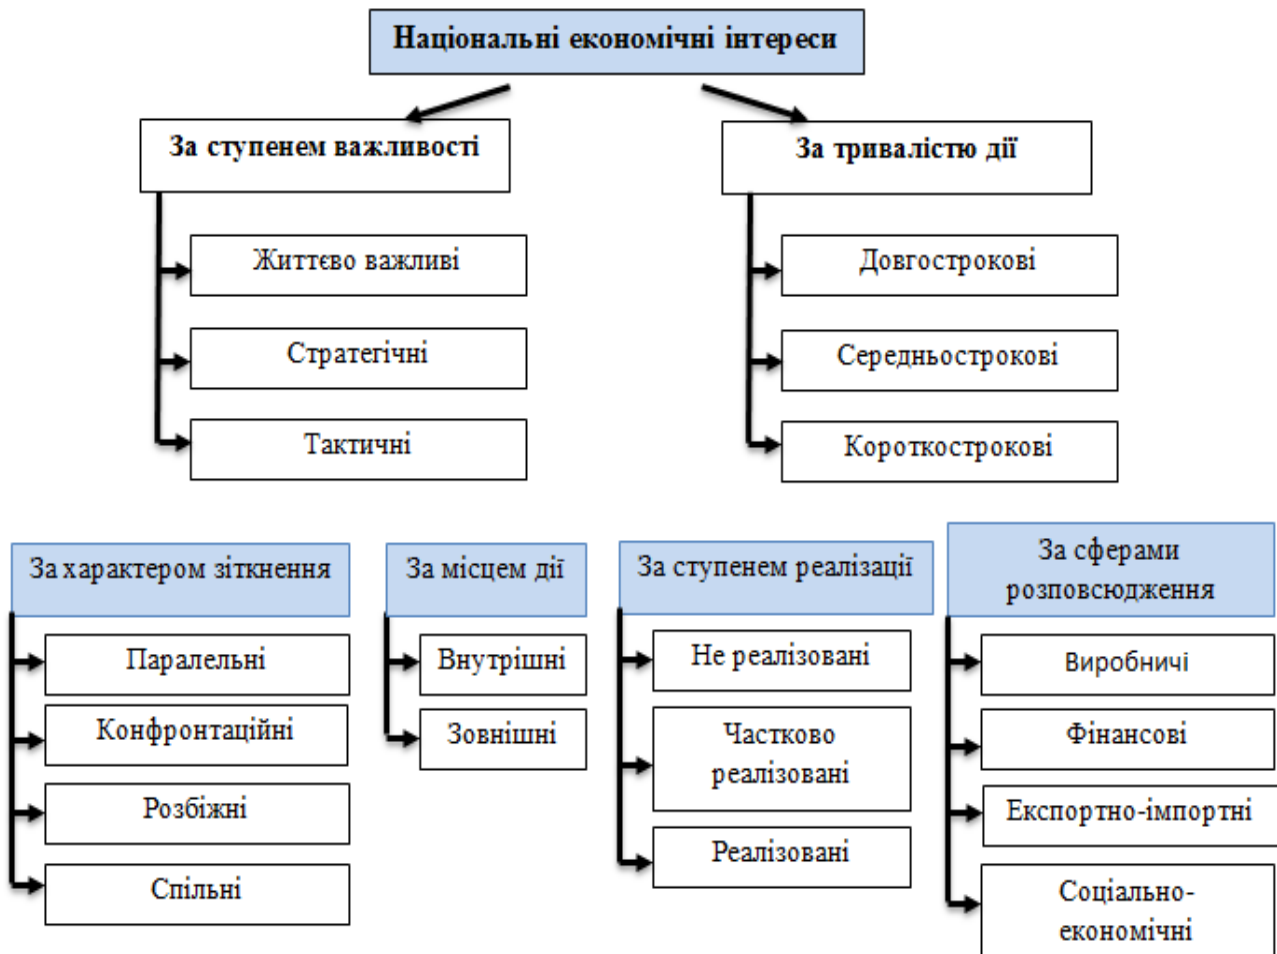 Національні економічні інтереси
За ступенем важливості
За тривалістю дії
Життєво важливі
Довгострокові
Стратегічні
Середньострокові
Тактичні
Короткострокові
За характером зіткнення
Паралельні
Конфронтаційні
Розбіжні
Спільні
За місцем дії
Внутрішні
Зовнішні
За ступенем реалізації
Не реалізовані
Частково
реалізовані
Реалізовані
За сферами
розповсюдження
Виробничі
Фінансові
Експортно-імпортні
Соціально-
економічні